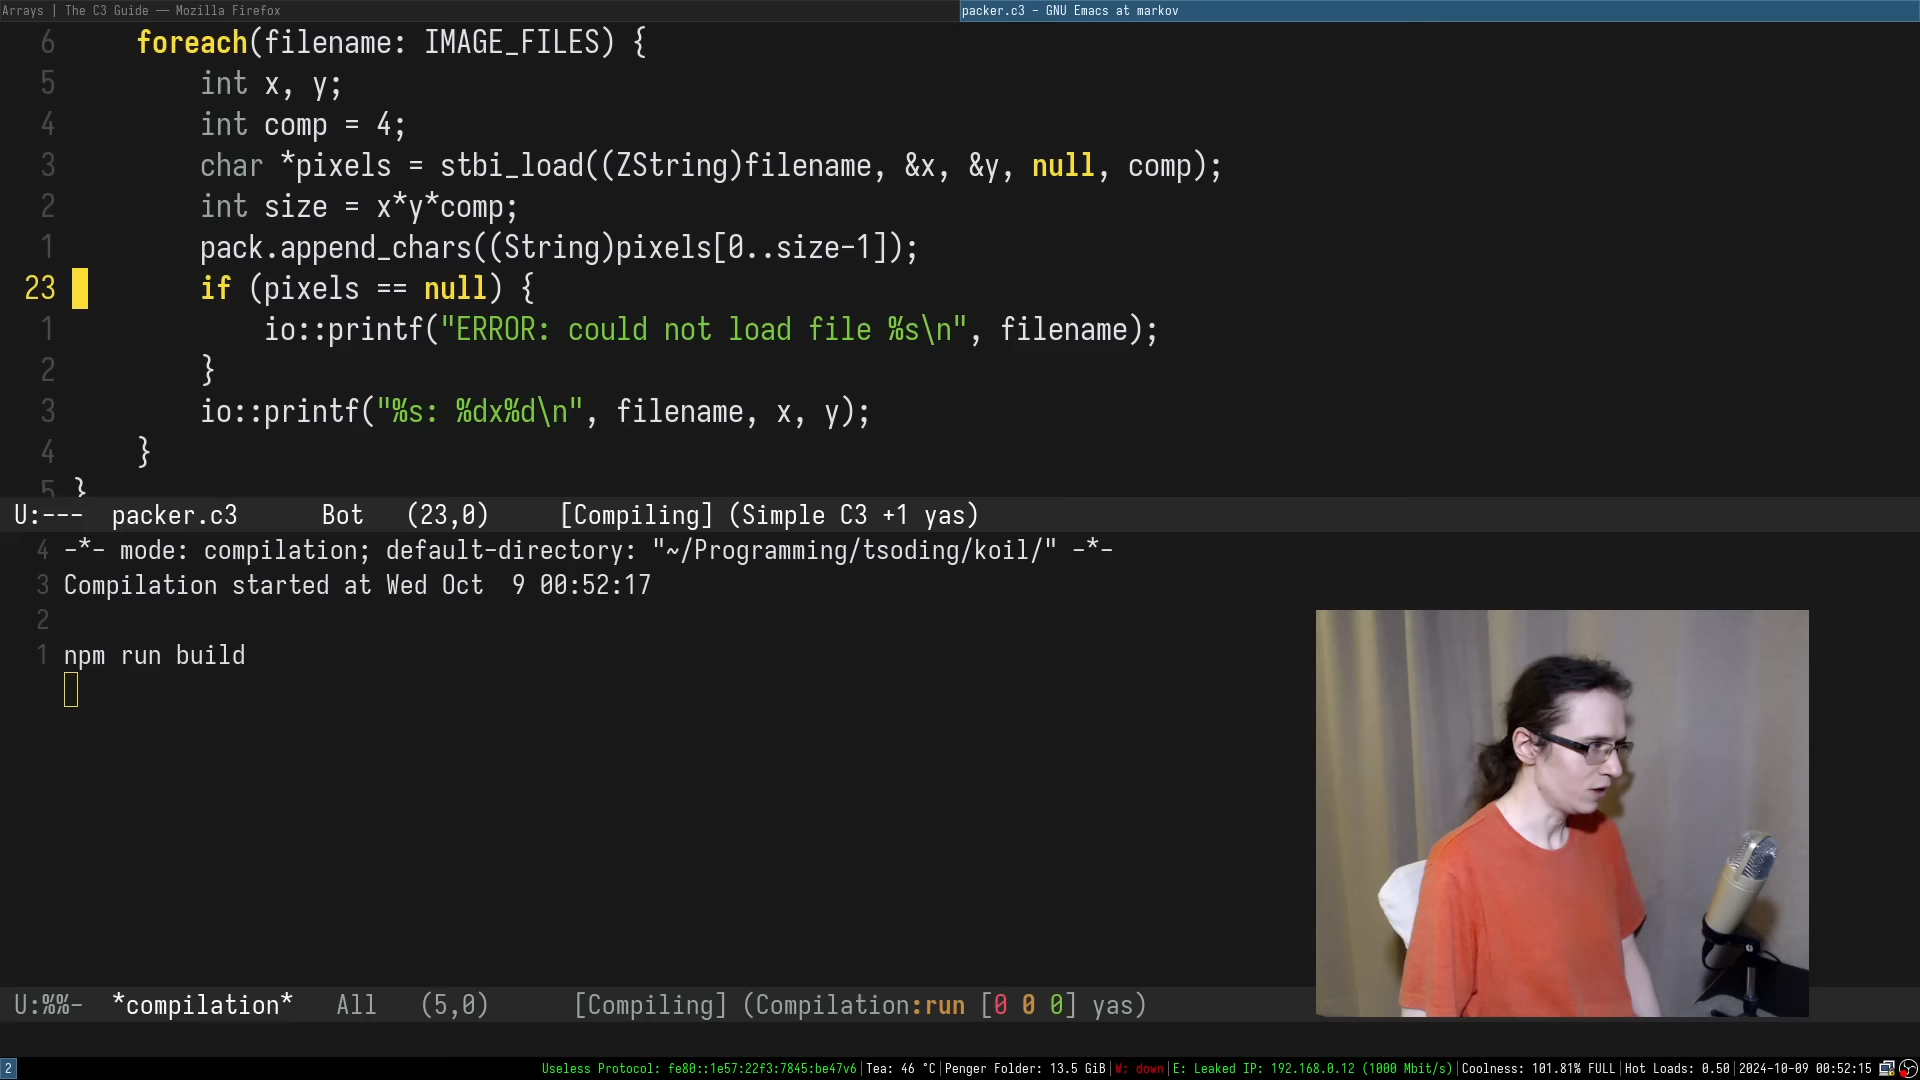 Arrays | The C3 Guide — Mozilla Firefox
packer.c3 - GNU Emacs at markov
6 foreach(filename: IMAGE_FILES) {
5 int x, y;
4 int comp = 4;
3 char *pixels = stbi_load((ZString)filename, &x, &y, null, comp);
2 int size = x*y*comp;
1 pack.append_chars((String)pixels[0..size-1]);
23 if (pixels == null) {
1 io::printf("ERROR: could not load file %s\n", filename);
2 }
3 io::printf("%s: %dx%d\n", filename, x, y);
4 }
5 }
U:--- packer.c3 Bot (23,0) [Compiling] (Simple C3 +1 yas)
4 -*- mode: compilation; default-directory: "~/Programming/tsoding/koil/" -*-
3 Compilation started at Wed Oct  9 00:52:17
2
1 npm run build
U:%%- *compilation* All (5,0) [Compiling] (Compilation:run [0 0 0] yas)
2 Useless Protocol: fe80::1e57:22f3:7845:be47v6|Tea: 46 °C|Penger Folder: 13.5 GiB|W: down|E: Leaked IP: 192.168.0.12 (1000 Mbit/s)|Coolness: 101.81% FULL|Hot Loads: 0.50|2024-10-09 00:52:15